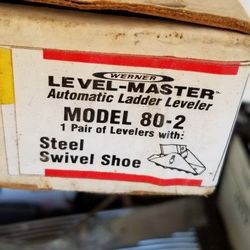 WERNER
LEVEL-MASTER
Automatic Ladder Leveler
MODEL 80-2
1 Pair of Levelers with:
Steel
Swivel Shoe